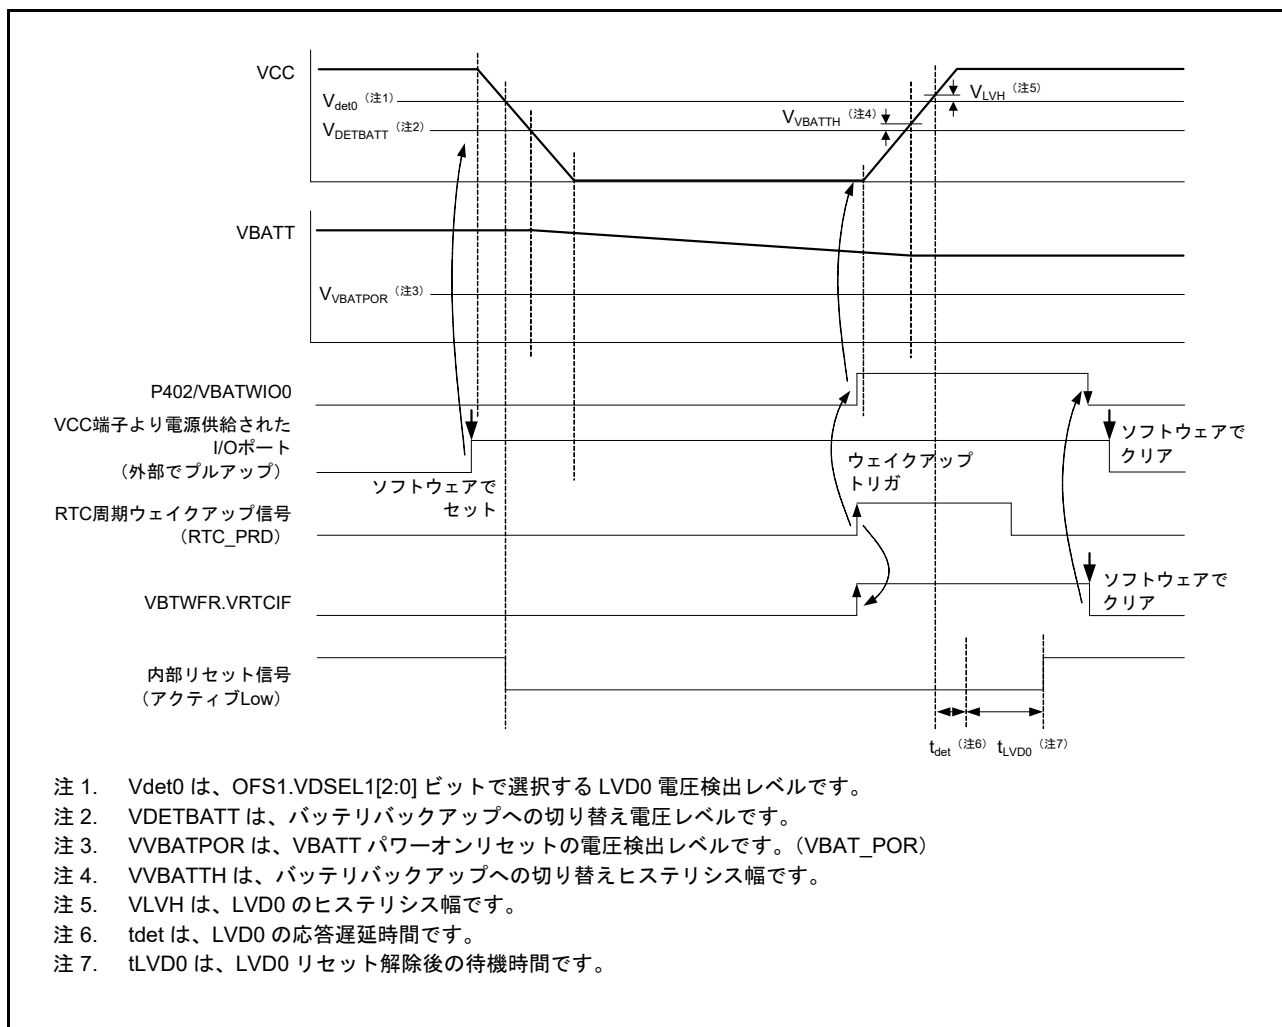 VCC
Vdet0（注1）
VLVH（注5）
VVBATTH（注4）
VDETBATT（注2）
VBATT
VVBATPOR（注3）
P402/VBATWIO0
VCC端子より電源供給された
I/Oポート
（外部でプルアップ）
ソフトウェアで
クリア
ソフトウェアで
セット
ウェイクアップ
トリガ
RTC周期ウェイクアップ信号
（RTC_PRD）
ソフトウェアで
クリア
VBTWFR.VRTCIF
内部リセット信号
（アクティブLow）
tdet（注6） tLVD0（注7）
注 1. Vdet0 は、OFS1.VDSEL1[2:0] ビットで選択する LVD0 電圧検出レベルです。
注 2. VDETBATT は、バッテリバックアップへの切り替え電圧レベルです。
注 3. VVBATPOR は、VBATT パワーオンリセットの電圧検出レベルです。（VBAT_POR）
注 4. VVBATTH は、バッテリバックアップへの切り替えヒステリシス幅です。
注 5. VLVH は、LVD0 のヒステリシス幅です。
注 6. tdet は、LVD0 の応答遅延時間です。
注 7. tLVD0 は、LVD0 リセット解除後の待機時間です。